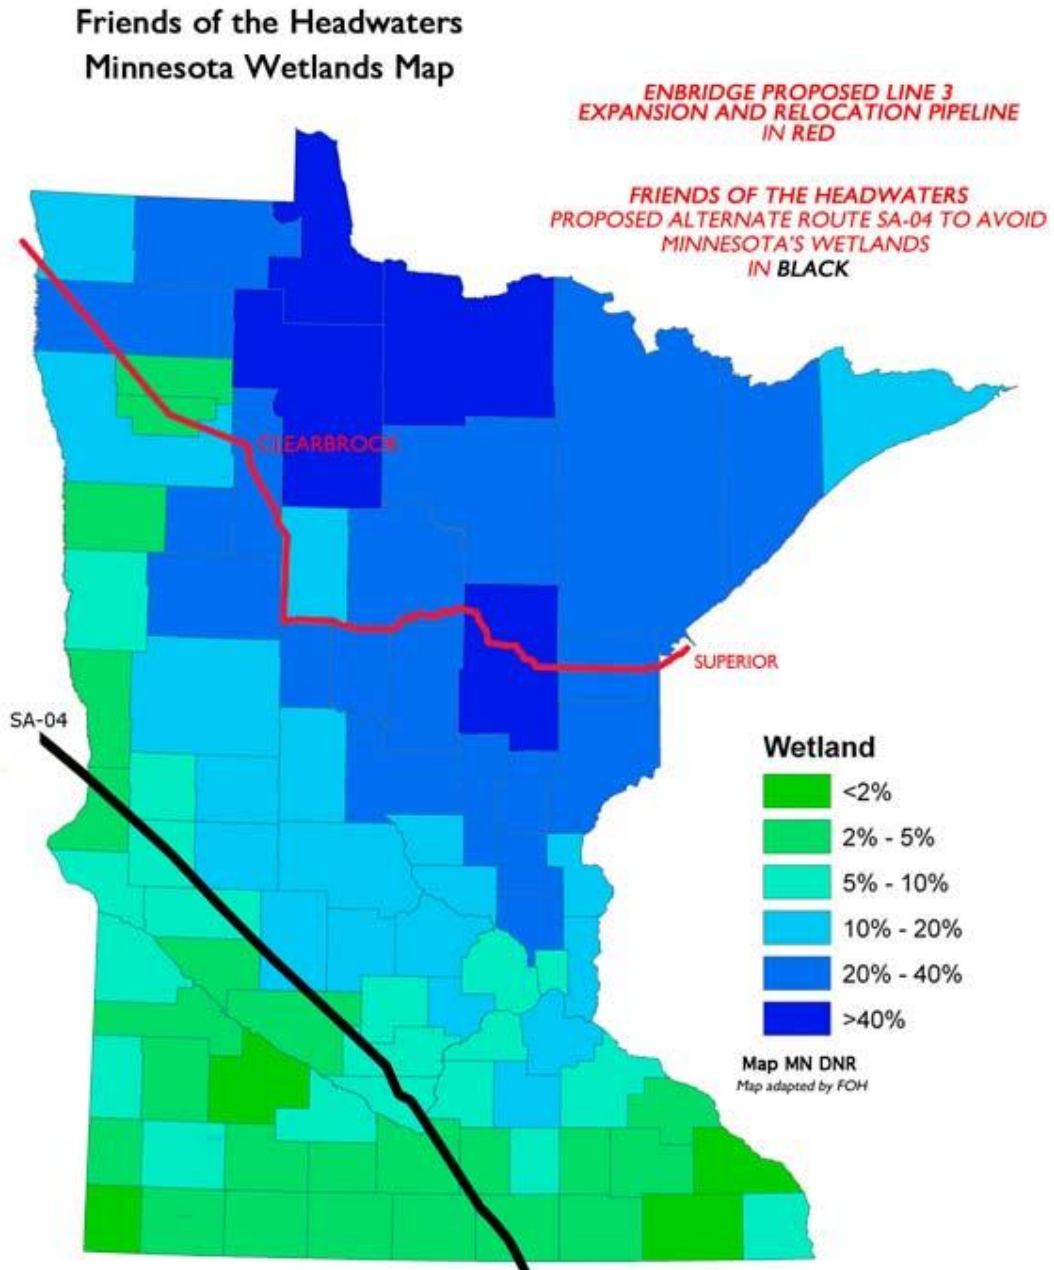 Friends of the Headwaters
Minnesota Wetlands Map
ENBRIDGE PROPOSED LINE 3
EXPANSION AND RELOCATION PIPELINE
IN RED
FRIENDS OF THE HEADWATERS
PROPOSED ALTERNATE ROUTE SA-04 TO AVOID
MINNESOTA'S WETLANDS
IN BLACK
CLEARBROOK
SUPERIOR
SA-04
Wetland
<2%
2% - 5%
5% - 10%
10% - 20%
20% - 40%
>40%
Map MN DNR
Map adapted by FOH